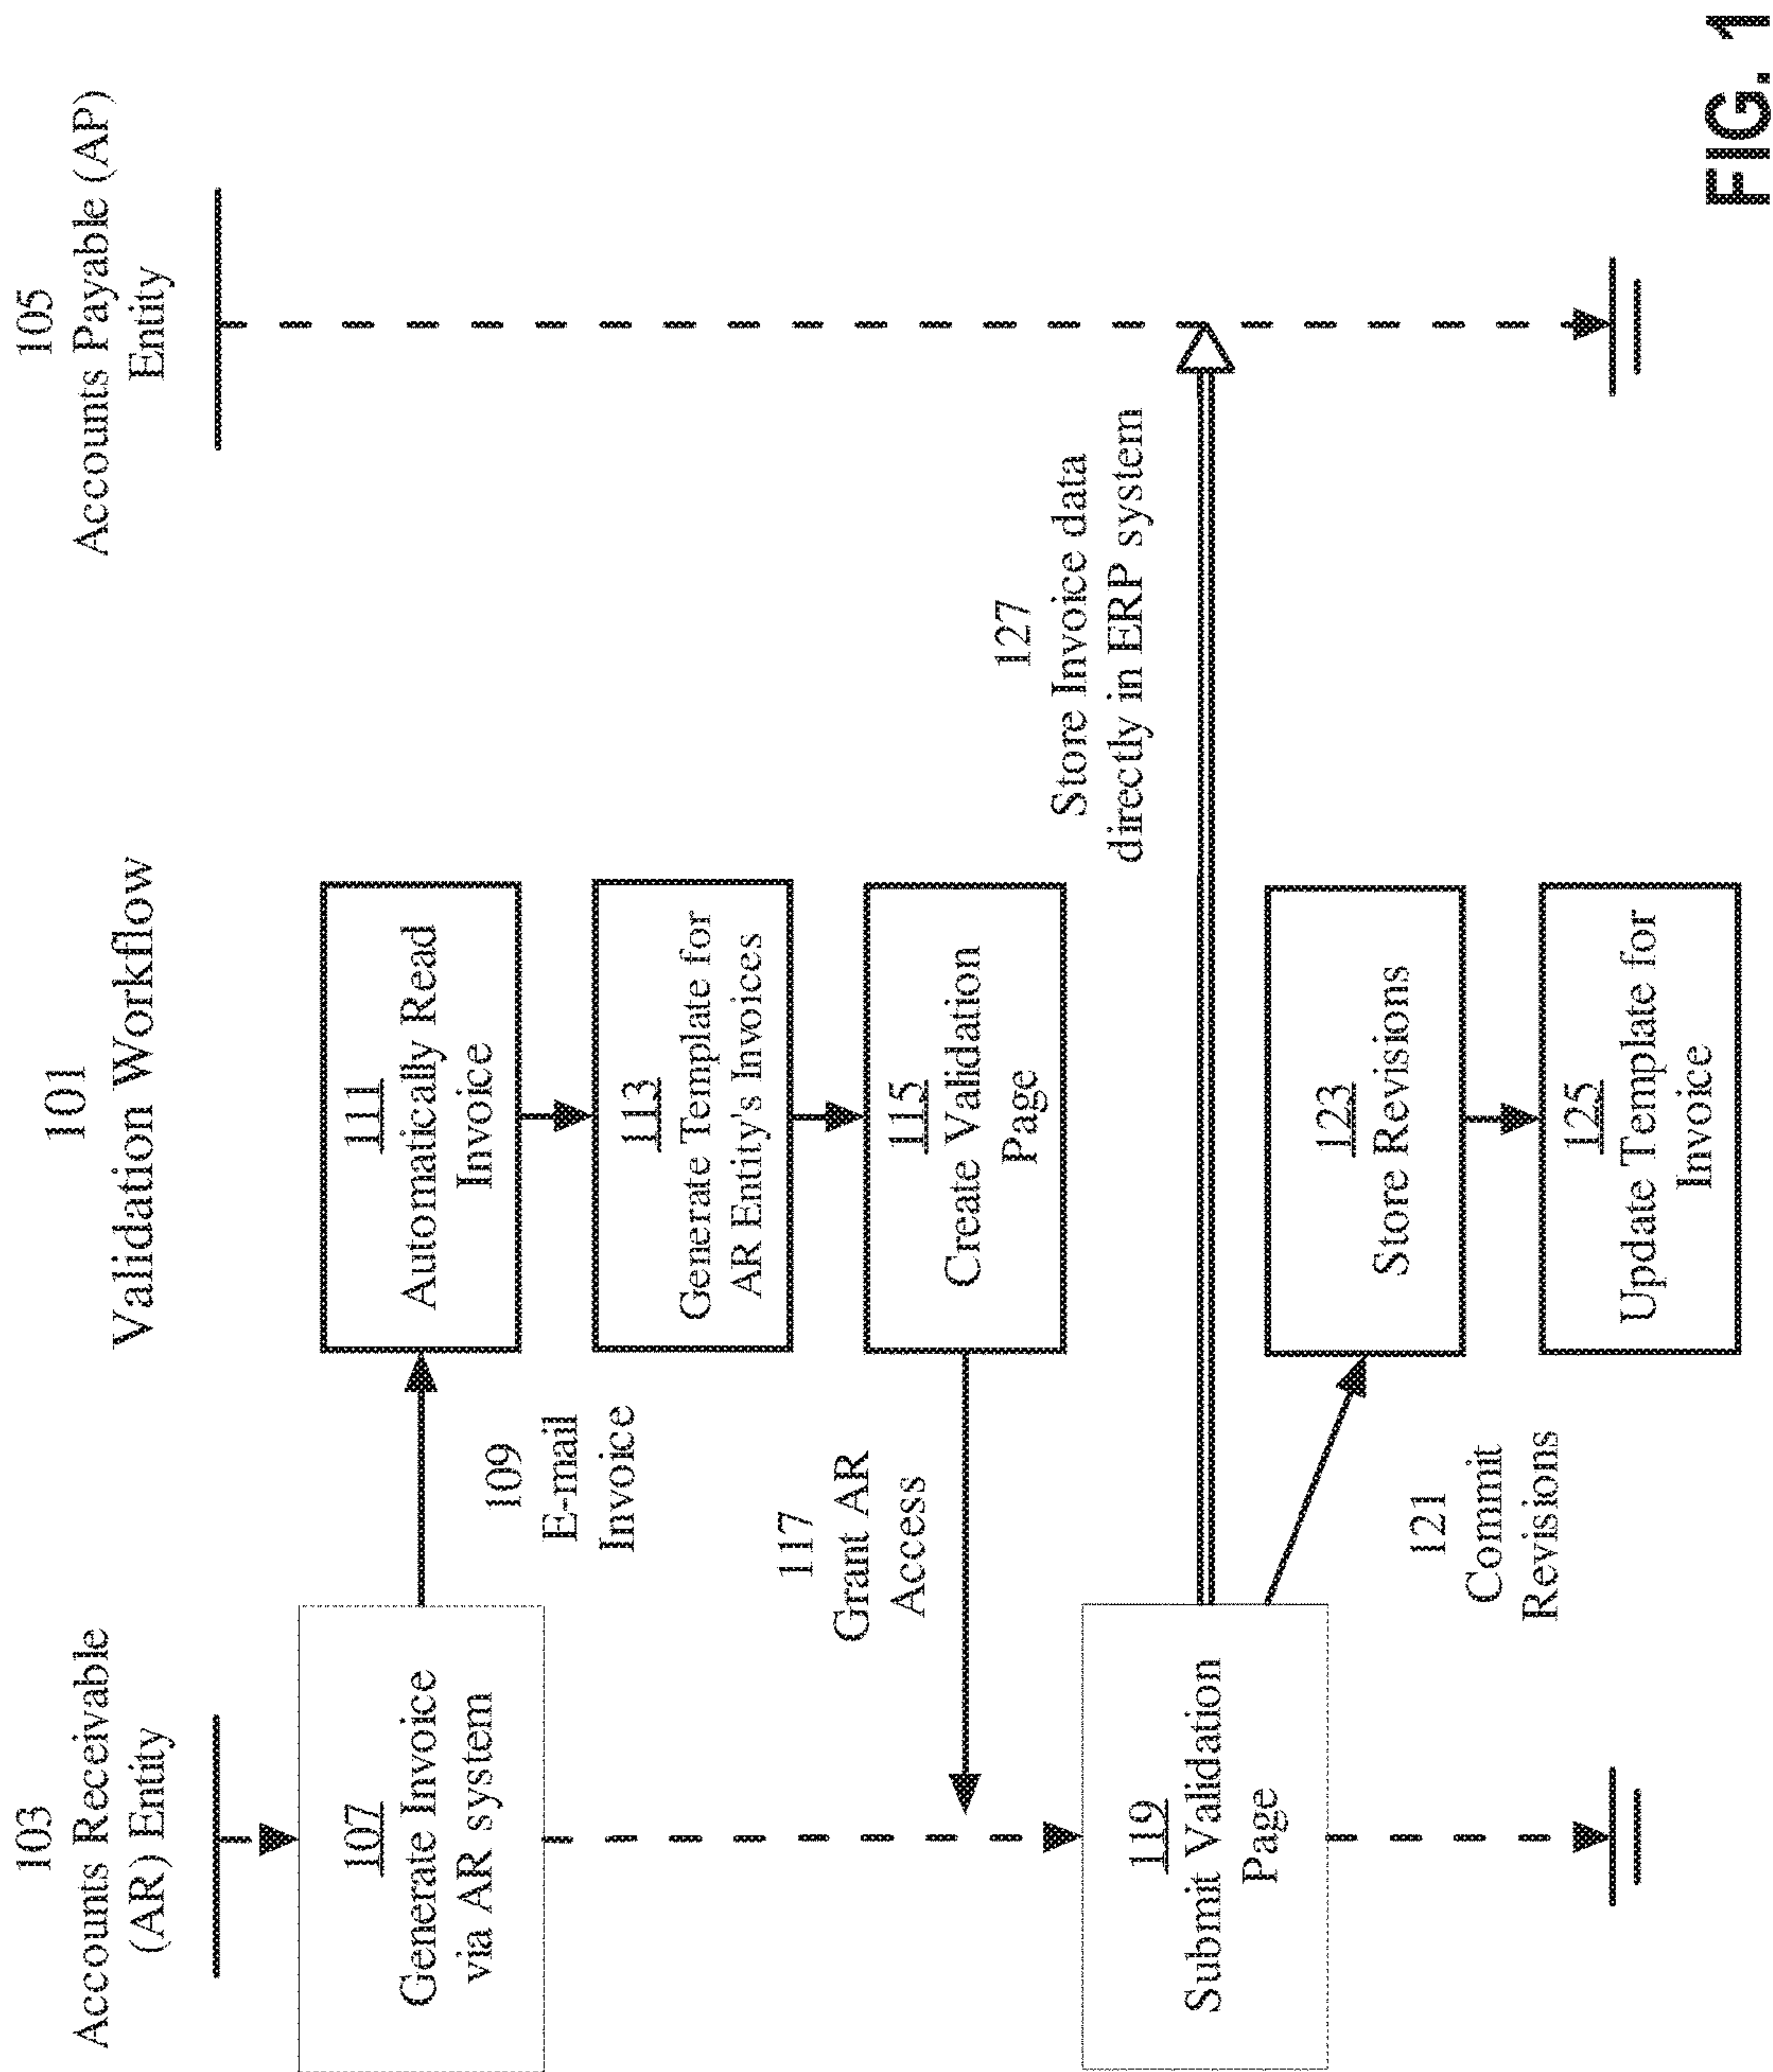 103
Accounts Receivable
(AR) Entity
101
Validation Workflow
105
Accounts Payable (AP)
Entity
107
Generate Invoice
via AR system
109
E-mail
Invoice
111
Automatically Read
Invoice
113
Generate Template for
AR Entity's Invoices
115
Create Validation
Page
117
Grant AR
Access
127
Store Invoice data
directly in ERP system
119
Submit Validation
Page
121
Commit
Revisions
123
Store Revisions
125
Update Template for
Invoice
FIG. 1